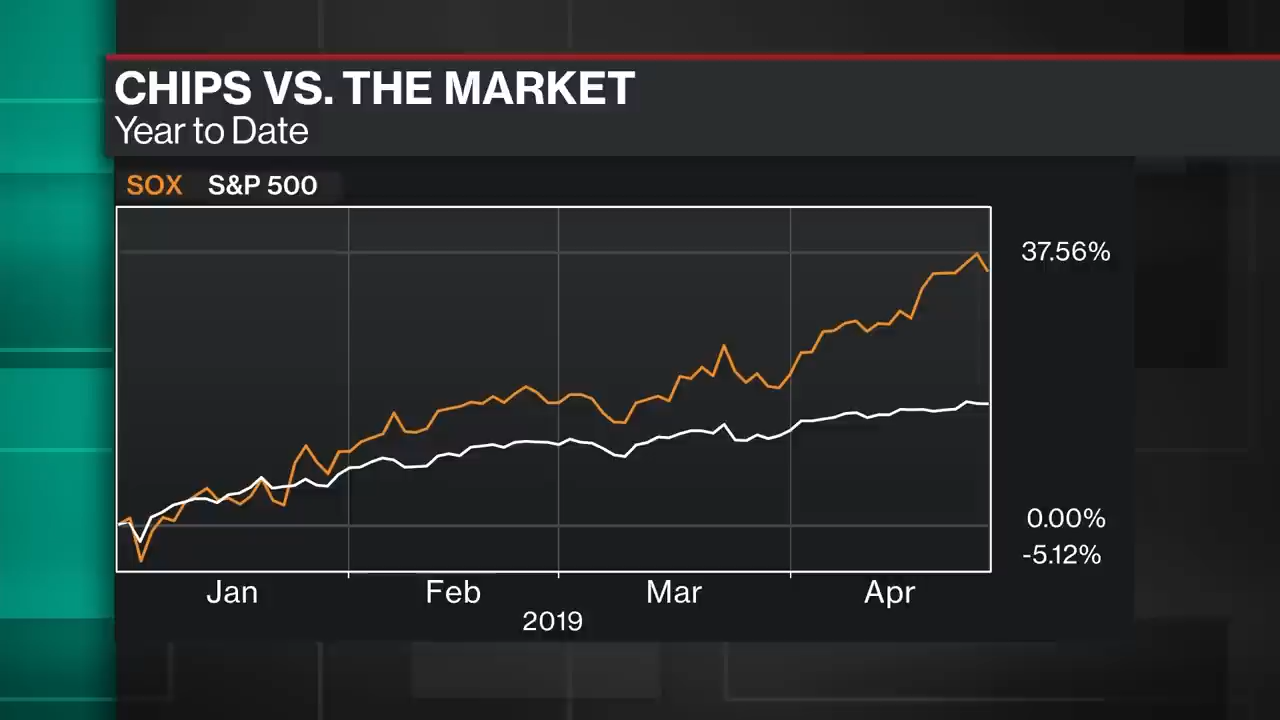 CHIPS VS. THE MARKET
Year to Date
SOX S&P 500
37.56%
0.00%
-5.12%
Jan Feb Mar Apr
2019